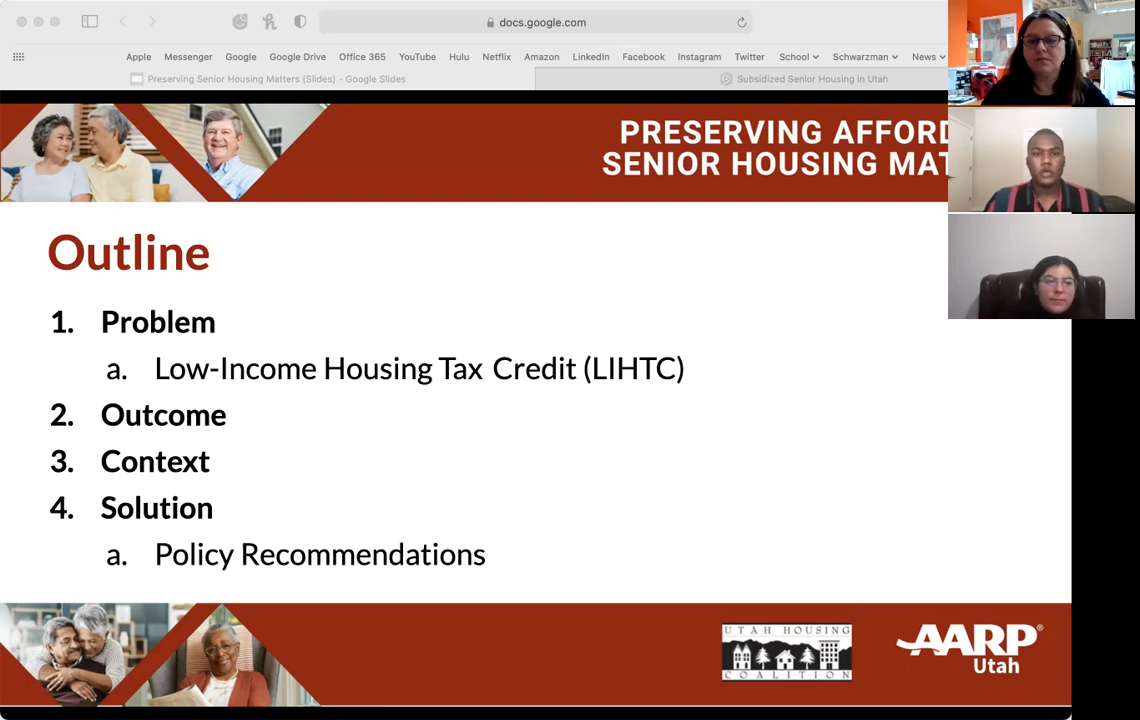 docs.google.com
Apple Messenger Google Google Drive Office 365 YouTube Hulu Netflix Amazon LinkedIn Facebook Instagram Twitter School Schwarzman News
Preserving Senior Housing Matters (Slides) - Google Slides
Subsidized Senior Housing in Utah
PRESERVING AFFORD
SENIOR HOUSING MAT
Outline
1. Problem
a. Low-Income Housing Tax Credit (LIHTC)
2. Outcome
3. Context
4. Solution
a. Policy Recommendations
UTAH HOUSING
COALITION
AARP®
Utah